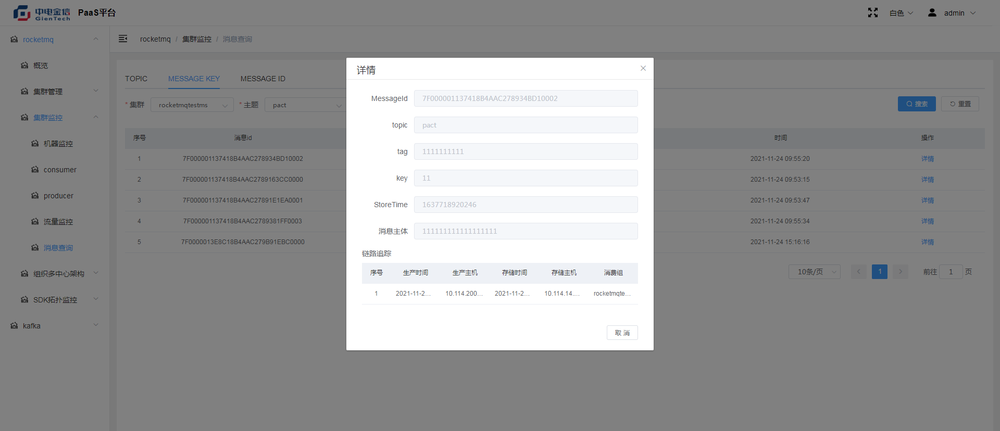 中电金信
GienTech
PaaS平台
白色
admin
rocketmq
概览
集群管理
集群监控
机器监控
consumer
producer
流量监控
消息查询
组织多中心架构
SDK拓扑监控
kafka
rocketmq / 集群监控 / 消息查询
TOPIC MESSAGE KEY MESSAGE ID
* 集群 rocketmqtestms * 主题 pact 搜索 重置
序号 消息id 时间 操作
1 7F000001137418B4AAC278934BD10002 2021-11-24 09:55:20 详情
2 7F000001137418B4AAC2789163CC0000 2021-11-24 09:53:15 详情
3 7F000001137418B4AAC27891E1EA0001 2021-11-24 09:53:47 详情
4 7F000001137418B4AAC2789381FF0003 2021-11-24 09:55:34 详情
5 7F0000013E8C18B4AAC279B91EBC0000 2021-11-24 15:16:16 详情
10条/页 1 前往 1 页
详情
MessageId 7F000001137418B4AAC278934BD10002
topic pact
tag 1111111111
key 11
StoreTime 1637718920246
消息主体 111111111111111111
链路追踪
序号 生产时间 生产主机 存储时间 存储主机 消费组
1 2021-11-2... 10.114.200... 2021-11-2... 10.114.14.... rocketmqte...
取 消